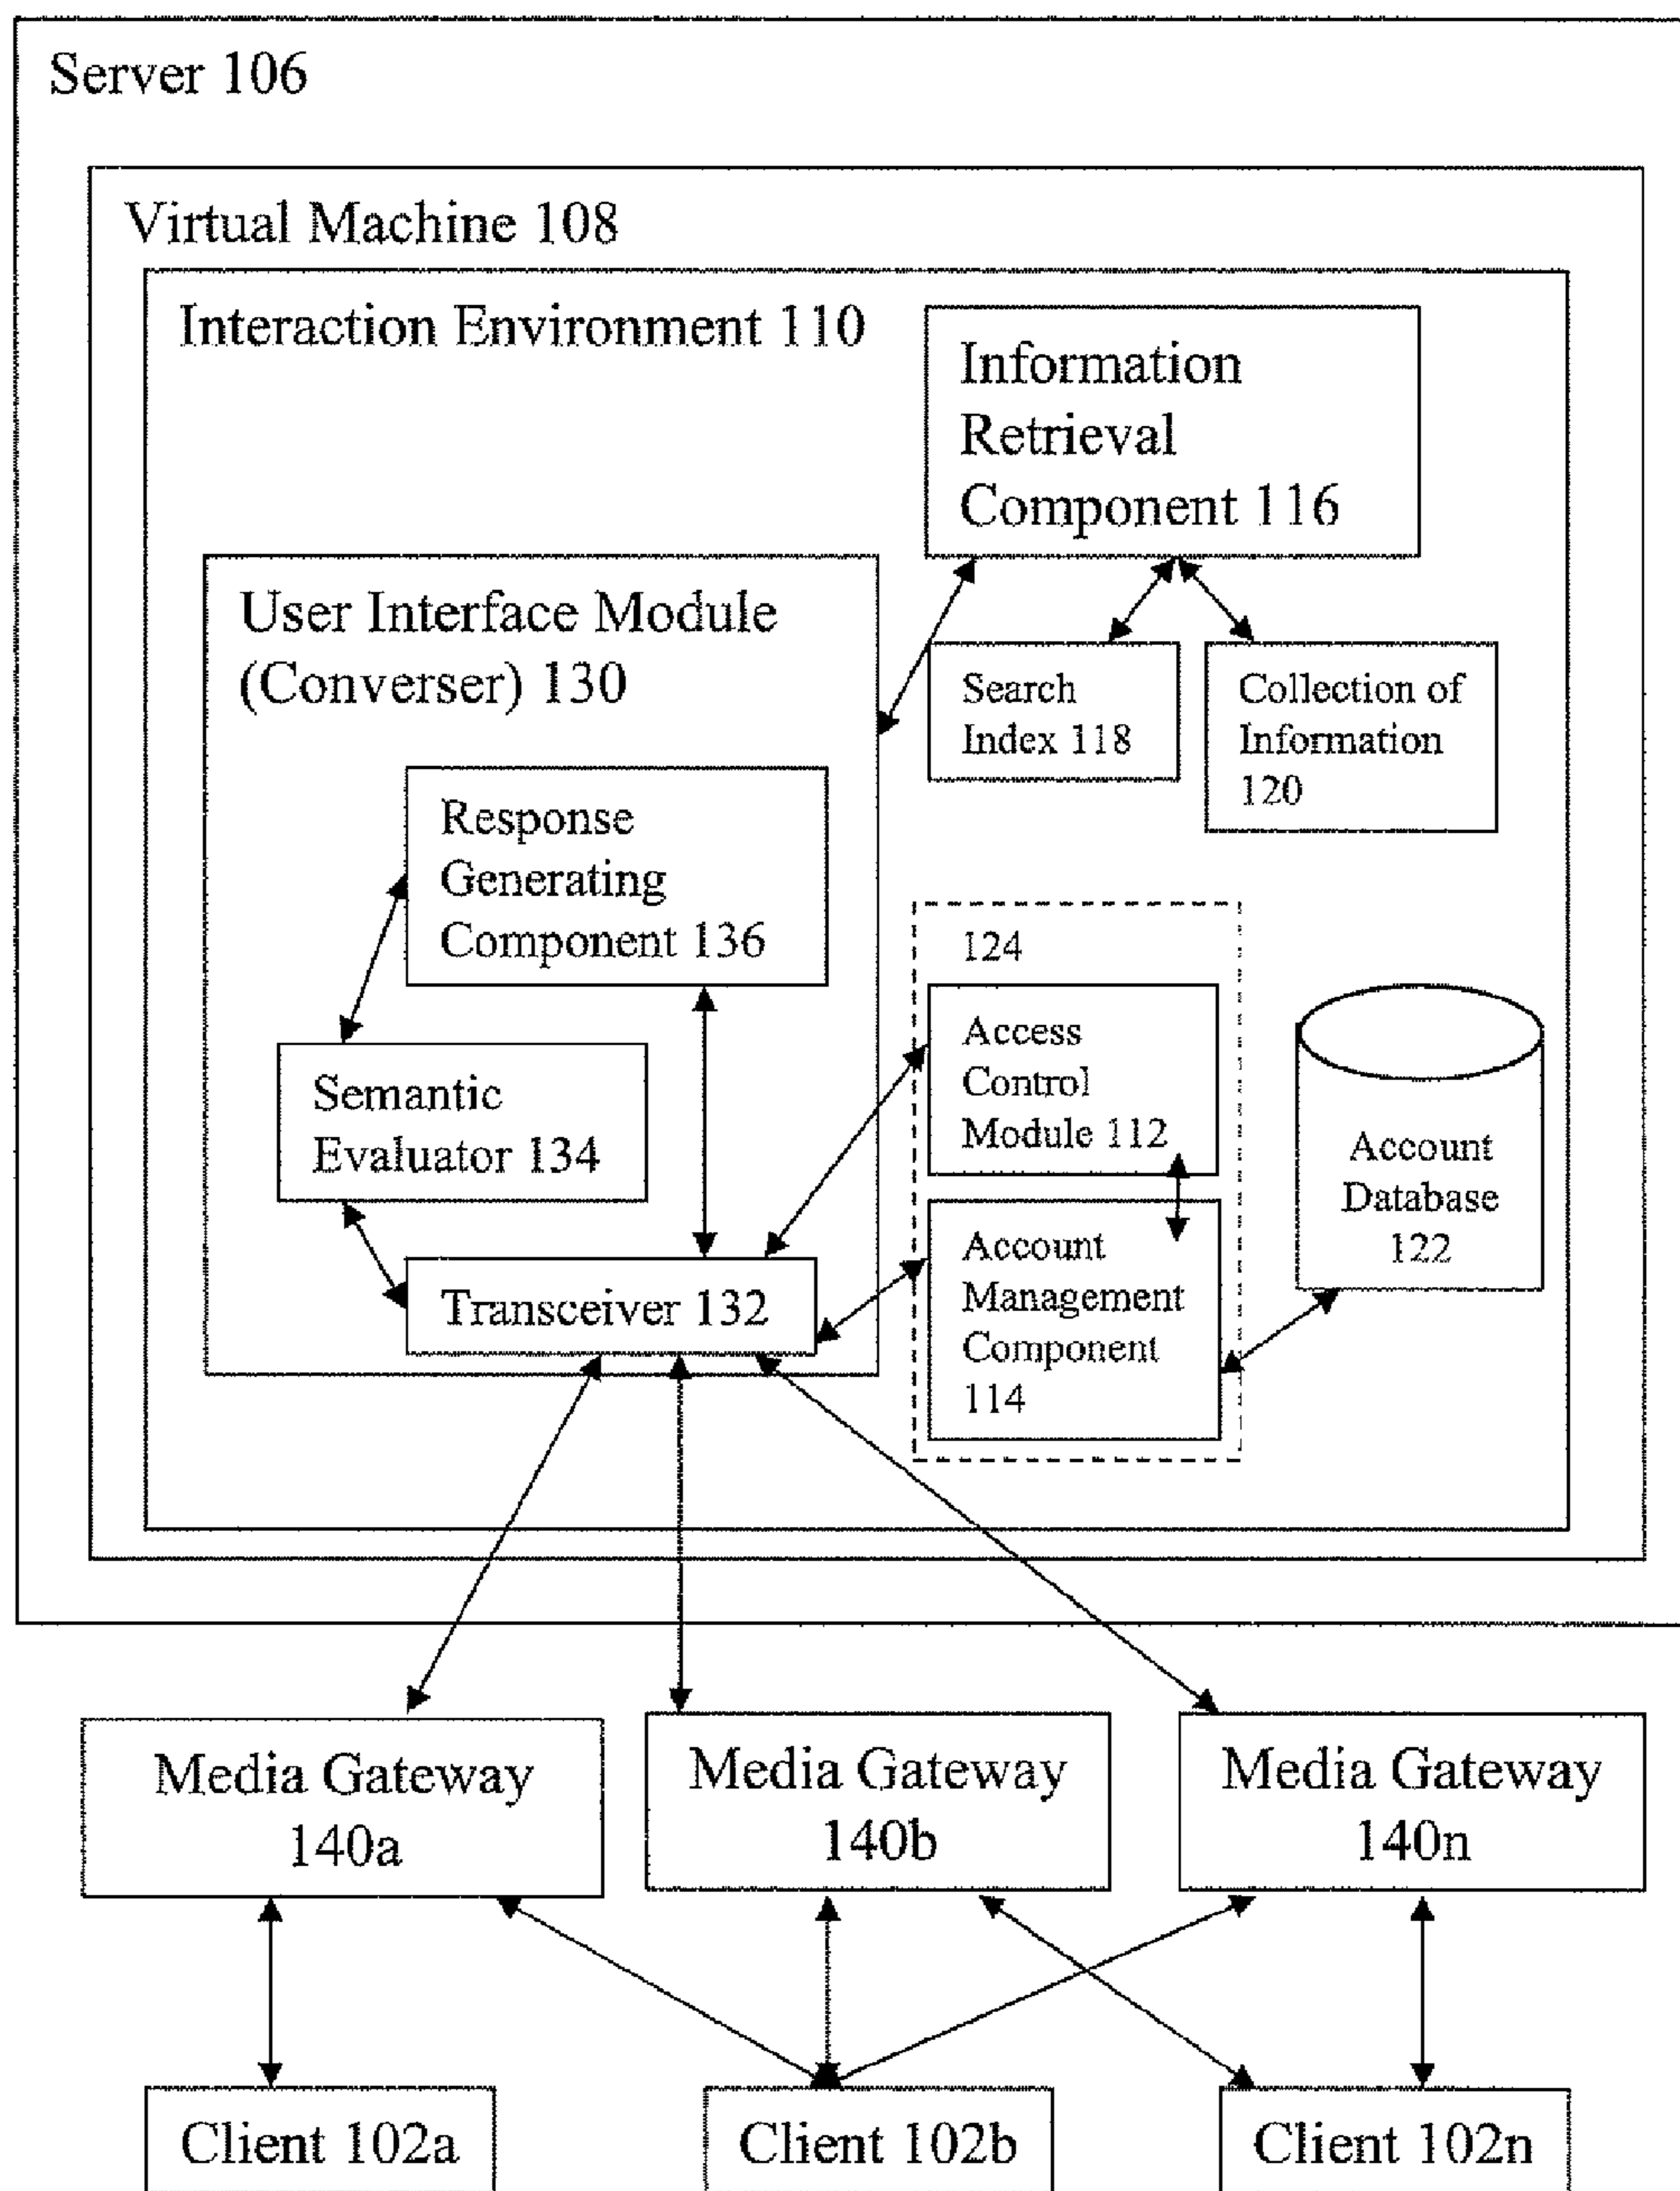 Server 106
Virtual Machine 108
Interaction Environment 110
Information
Retrieval
Component 116
User Interface Module
(Converser) 130
Search
Index 118
Collection of
Information
120
Response
Generating
Component 136
124
Access
Control
Module 112
Semantic
Evaluator 134
Account
Database
122
Account
Management
Component
114
Transceiver 132
Media Gateway
140a
Media Gateway
140b
Media Gateway
140n
Client 102a
Client 102b
Client 102n